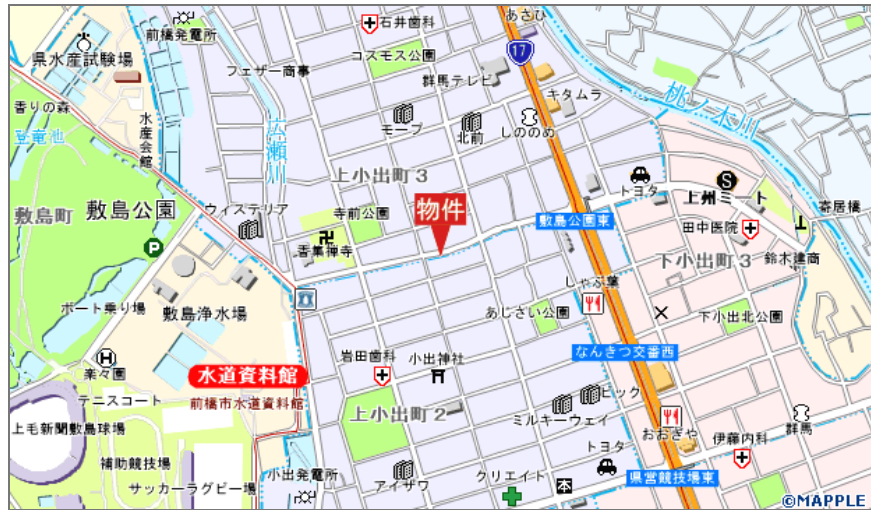 前橋発電所
石井歯科
あさひ
県水産試験場
コスモス公園
17
フェザー商事
群馬テレビ
キタムラ
桃ノ木川
香りの森
水産会館
広瀬川
モープ
北前
しののめ
登竜池
上小出町3
トヨタ
S
上州ミート
敷島町
敷島公園
ウィステリア
寺前公園
物件
敷島公園東
寄居橋
田中医院
P
香集禅寺
下小出町3
鈴木建商
しゃぶ葉
ボート乗り場
敷島浄水場
あじさい公園
下小出北公園
H
楽々園
岩田歯科
小出神社
なんきつ交番西
水道資料館
テニスコート
前橋市水道資料館
ビック
上小出町2
ミルキーウェイ
おおぎや
群馬
上毛新聞敷島球場
トヨタ
伊藤内科
補助競技場
小出発電所
アイザワ
クリエイト
本
県営競技場東
サッカーラグビー場
©MAPPLE